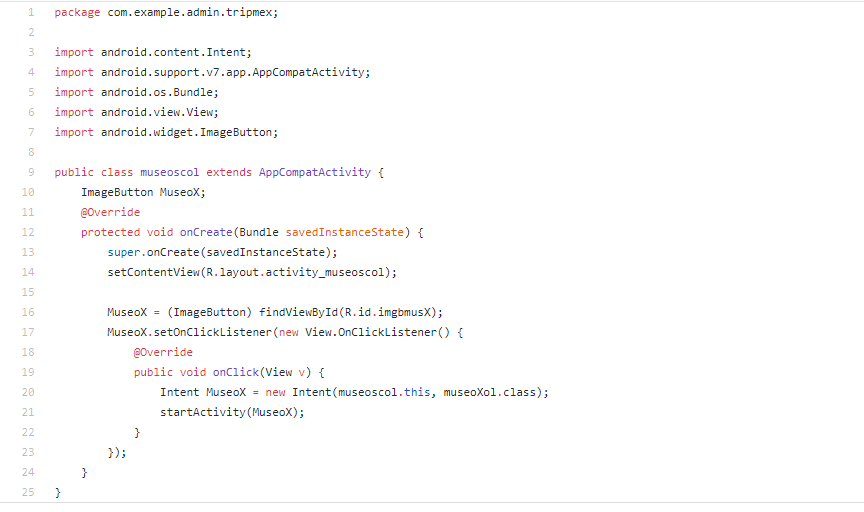 1 package com.example.admin.tripmex;
2
3 import android.content.Intent;
4 import android.support.v7.app.AppCompatActivity;
5 import android.os.Bundle;
6 import android.view.View;
7 import android.widget.ImageButton;
8
9 public class museoscol extends AppCompatActivity {
10     ImageButton MuseoX;
11     @Override
12     protected void onCreate(Bundle savedInstanceState) {
13         super.onCreate(savedInstanceState);
14         setContentView(R.layout.activity_museoscol);
15
16         MuseoX = (ImageButton) findViewById(R.id.imgbmusX);
17         MuseoX.setOnClickListener(new View.OnClickListener() {
18             @Override
19             public void onClick(View v) {
20                 Intent MuseoX = new Intent(museoscol.this, museoXol.class);
21                 startActivity(MuseoX);
22             }
23         });
24     }
25 }